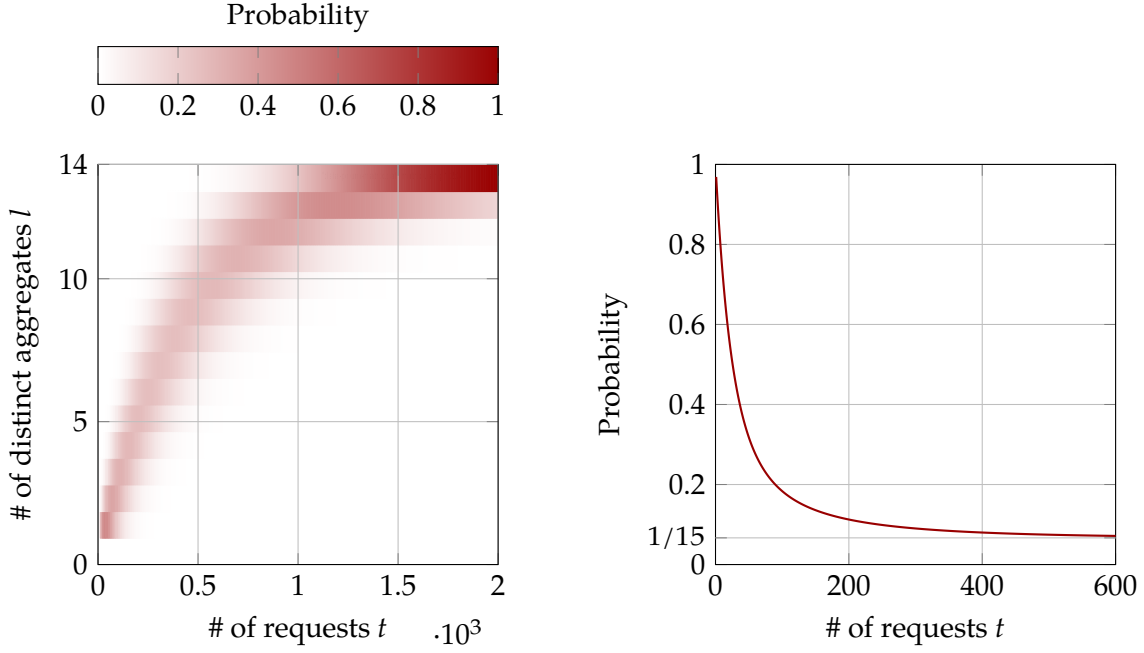 Probability
0 0.2 0.4 0.6 0.8 1
14
10
5
0
# of distinct aggregates l
0 0.5 1 1.5 2
# of requests t ·10³
1
0.8
0.6
0.4
0.2
1/15
0
Probability
0 200 400 600
# of requests t